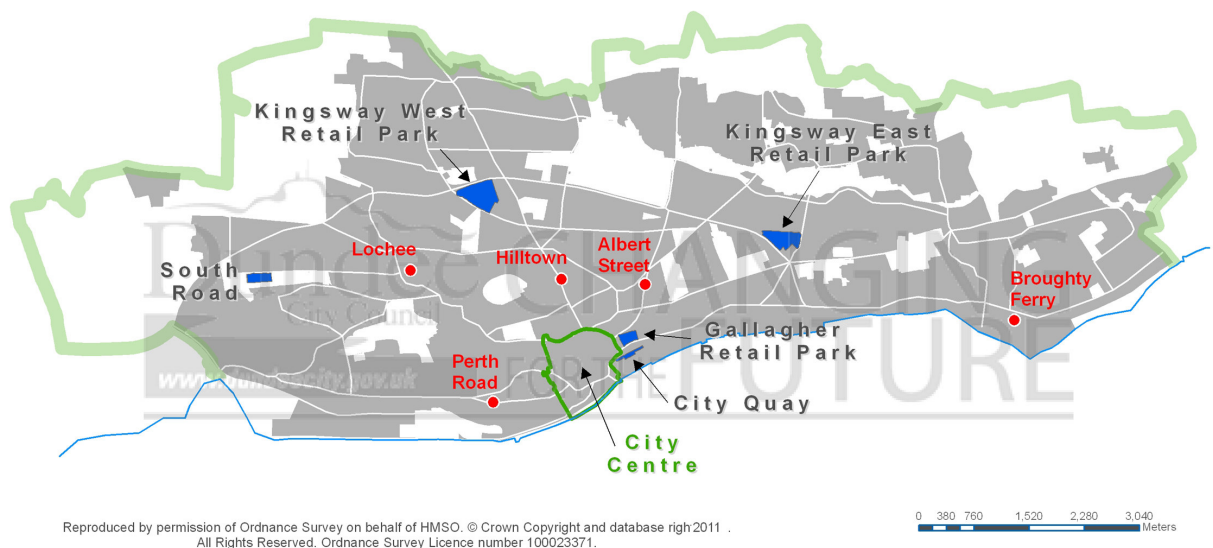 Kingsway West
Retail Park
Kingsway East
Retail Park
Lochee
Hilltown
Albert
Street
South
Road
Broughty
Ferry
Gallagher
Retail Park
Perth
Road
City Quay
City
Centre
Dundee
City Council
CHANGING
FOR THE
FUTURE
www.dundeecity.gov.uk
Reproduced by permission of Ordnance Survey on behalf of HMSO. © Crown Copyright and database righ 2011 .
All Rights Reserved. Ordnance Survey Licence number 100023371.
0 380 760 1,520 2,280 3,040
Meters